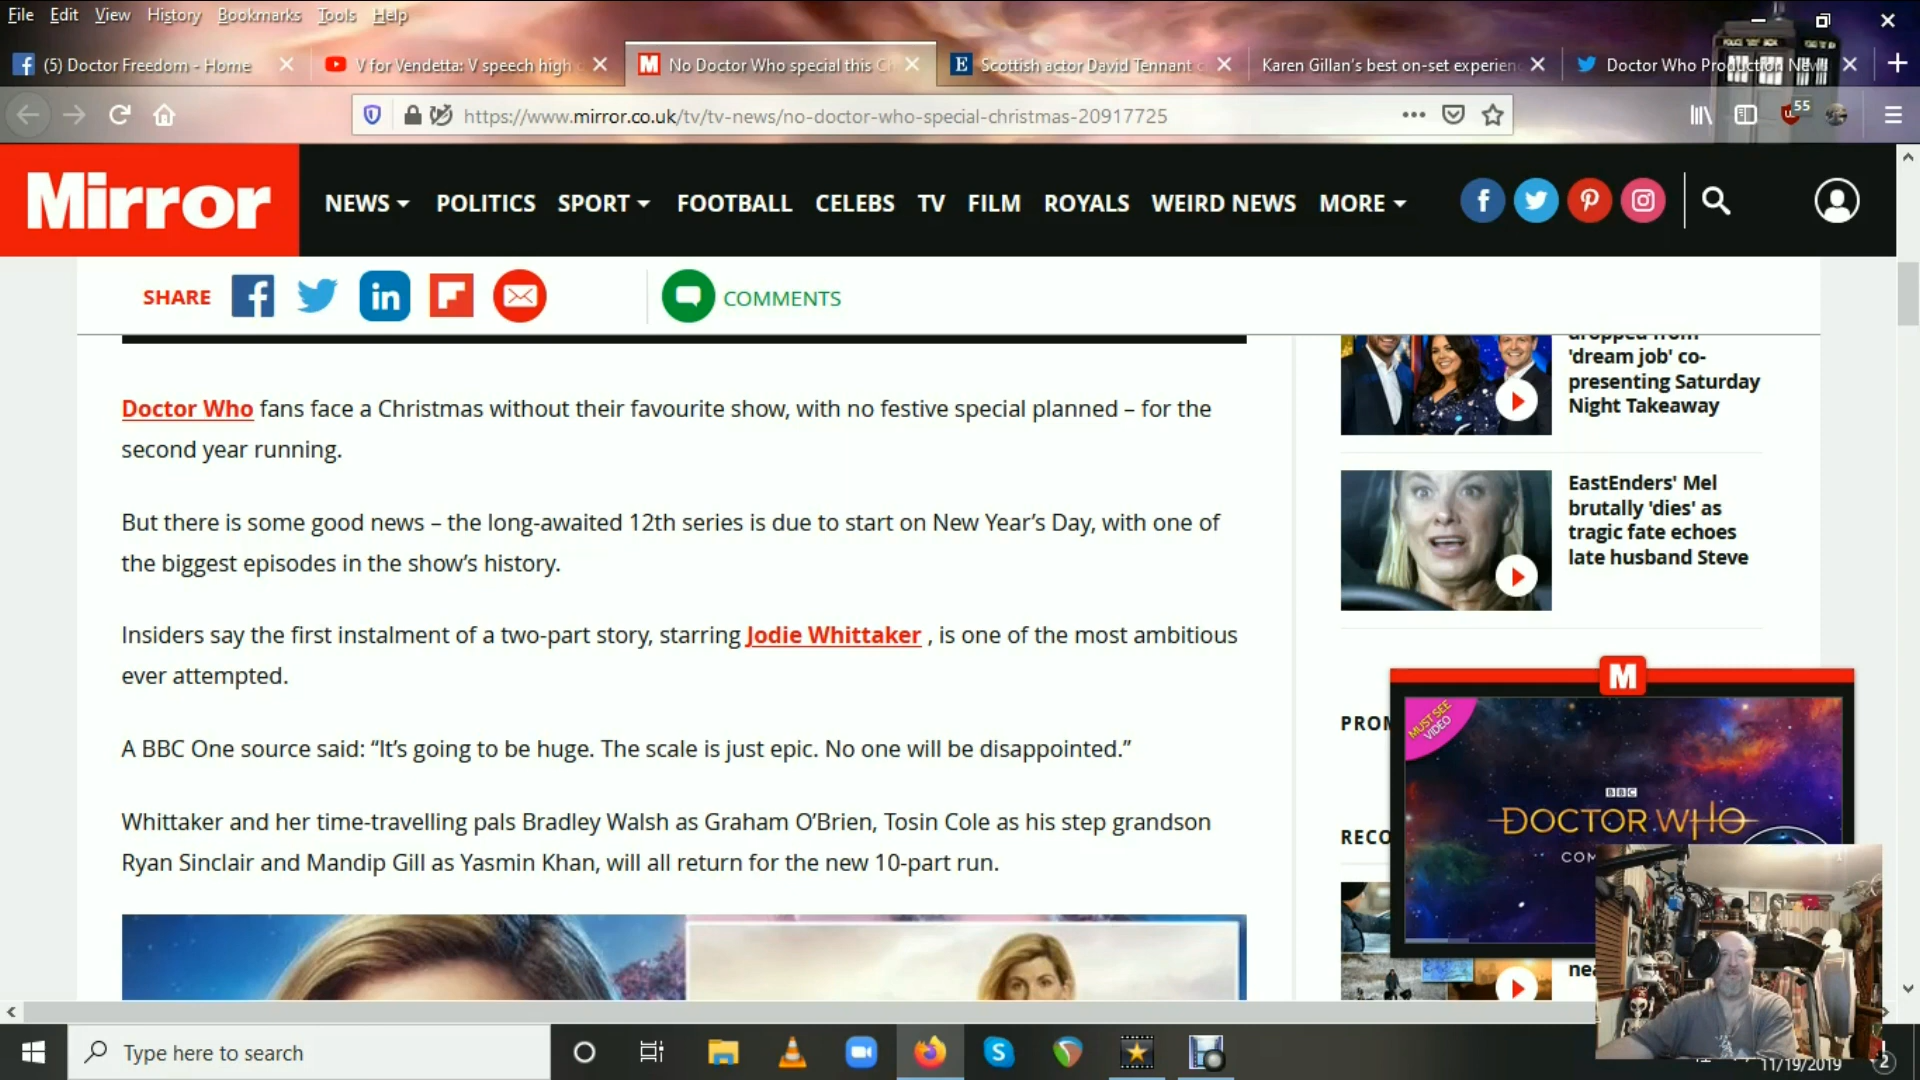 File Edit View History Bookmarks Tools Help
(5) Doctor Freedom - Home
V for Vendetta: V speech high
No Doctor Who special this Ch
Scottish actor David Tennant
Karen Gillan's best on-set experien
Doctor Who Production News
https://www.mirror.co.uk/tv/tv-news/no-doctor-who-special-christmas-20917725
55
Mirror
NEWS POLITICS SPORT FOOTBALL CELEBS TV FILM ROYALS WEIRD NEWS MORE
SHARE
COMMENTS
Doctor Who fans face a Christmas without their favourite show, with no festive special planned – for the
second year running.
But there is some good news – the long-awaited 12th series is due to start on New Year’s Day, with one of
the biggest episodes in the show’s history.
Insiders say the first instalment of a two-part story, starring Jodie Whittaker , is one of the most ambitious
ever attempted.
A BBC One source said: “It’s going to be huge. The scale is just epic. No one will be disappointed.”
Whittaker and her time-travelling pals Bradley Walsh as Graham O’Brien, Tosin Cole as his step grandson
Ryan Sinclair and Mandip Gill as Yasmin Khan, will all return for the new 10-part run.
dropped from
'dream job' co-
presenting Saturday
Night Takeaway
EastEnders' Mel
brutally 'dies' as
tragic fate echoes
late husband Steve
PROM
RECO
M
MUST SEE
VIDEO
BBC
DOCTOR WHO
COM
nea
Type here to search
11/19/2019
2